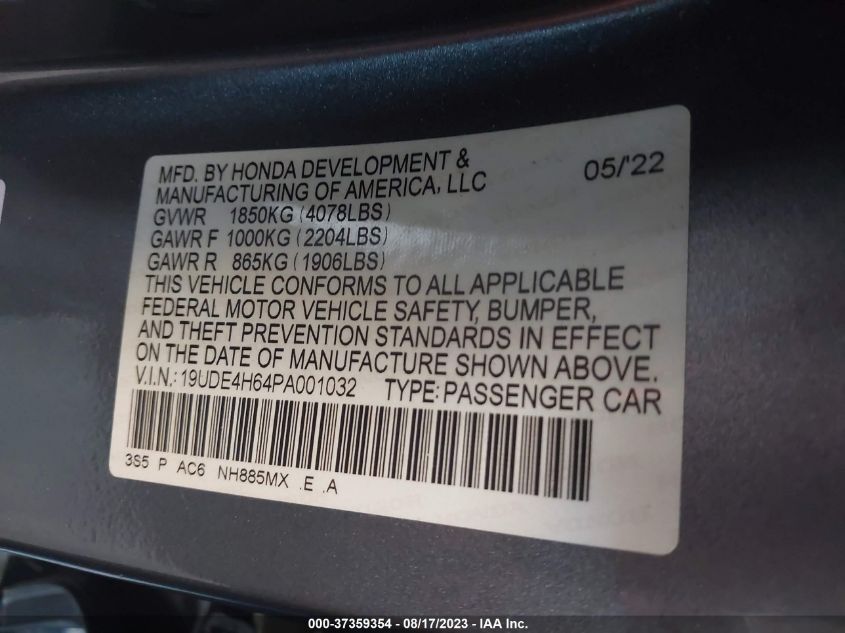 MFD. BY HONDA DEVELOPMENT &
MANUFACTURING OF AMERICA, LLC
05/'22
GVWR 1850KG (4078LBS)
GAWR F 1000KG (2204LBS)
GAWR R 865KG (1906LBS)
THIS VEHICLE CONFORMS TO ALL APPLICABLE
FEDERAL MOTOR VEHICLE SAFETY, BUMPER,
AND THEFT PREVENTION STANDARDS IN EFFECT
ON THE DATE OF MANUFACTURE SHOWN ABOVE.
V.I.N.: 19UDE4H64PA001032 TYPE: PASSENGER CAR
3S5 P AC6 NH885MX .E .A
000-37359354 - 08/17/2023 - IAA Inc.